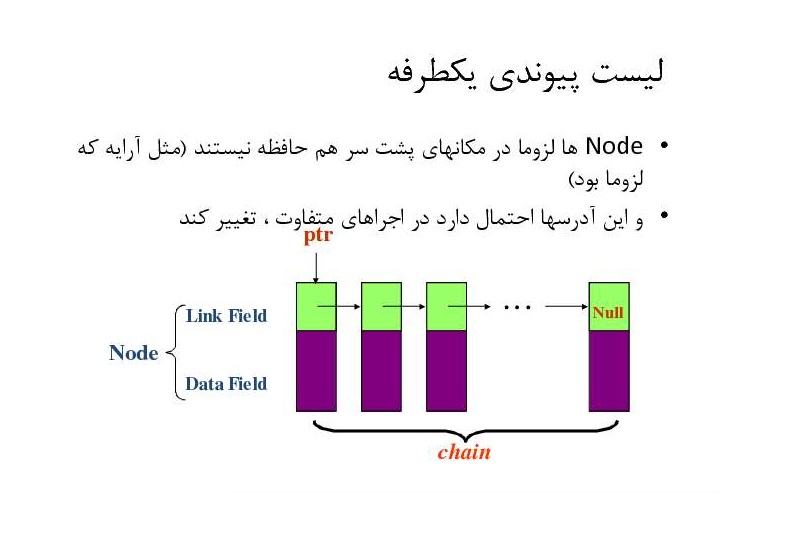 لیست پیوندی یکطرفه
• Node ها لزوما در مکانهای پشت سر هم حافظه نیستند (مثل آرایه که
لزوما بود)
• و این آدرسها احتمال دارد در اجراهای متفاوت ، تغییر کند
ptr
Link Field
Null
...
Node
Data Field
chain